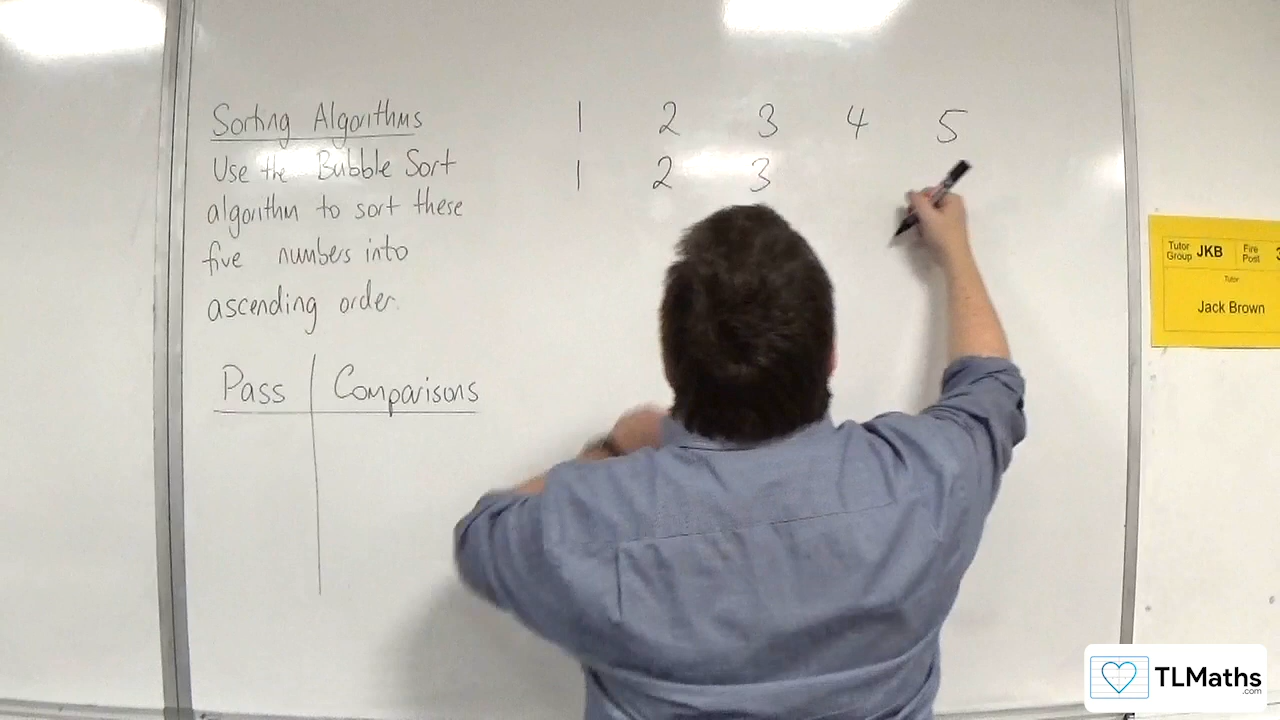 Sorting Algorithms
Use the Bubble Sort
algorithm to sort these
five numbers into
ascending order.
Pass Comparisons
1 2 3 4 5
1 2 3
Tutor Group JKB Fire Post
Tutor
Jack Brown
TLMaths
.com